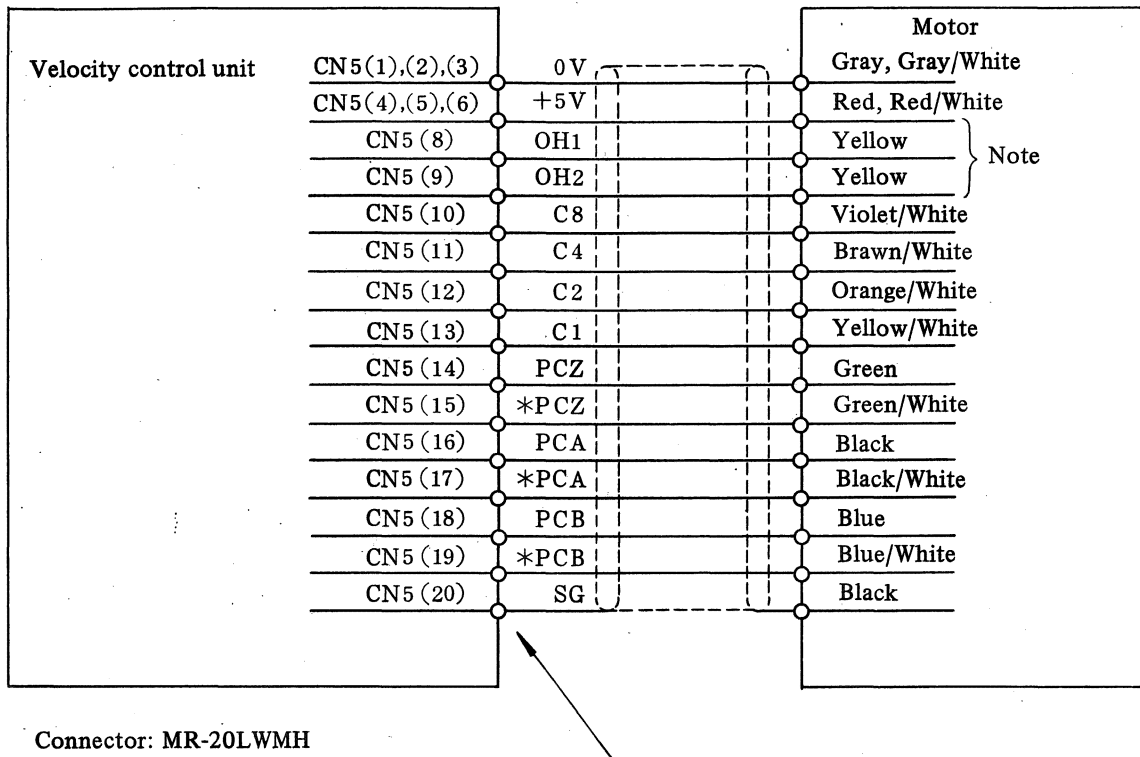 Motor
Velocity control unit CN5(1),(2),(3) 0V Gray, Gray/White
CN5(4),(5),(6) +5V Red, Red/White
CN5(8) OH1 Yellow
Note
CN5(9) OH2 Yellow
CN5(10) C8 Violet/White
CN5(11) C4 Brawn/White
CN5(12) C2 Orange/White
CN5(13) C1 Yellow/White
CN5(14) PCZ Green
CN5(15) *PCZ Green/White
CN5(16) PCA Black
CN5(17) *PCA Black/White
CN5(18) PCB Blue
CN5(19) *PCB Blue/White
CN5(20) SG Black
Connector: MR-20LWMH